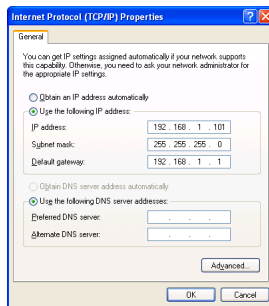 Internet Protocol (TCP/IP) Properties
General
You can get IP settings assigned automatically if your network supports
this capability. Otherwise, you need to ask your network administrator for
the appropriate IP settings.
Obtain an IP address automatically
Use the following IP address:
IP address: 192 . 168 . 1 . 101
Subnet mask: 255 . 255 . 255 . 0
Default gateway: 192 . 168 . 1 . 1
Obtain DNS server address automatically
Use the following DNS server addresses:
Preferred DNS server: . . .
Alternate DNS server: . . .
Advanced...
OK Cancel